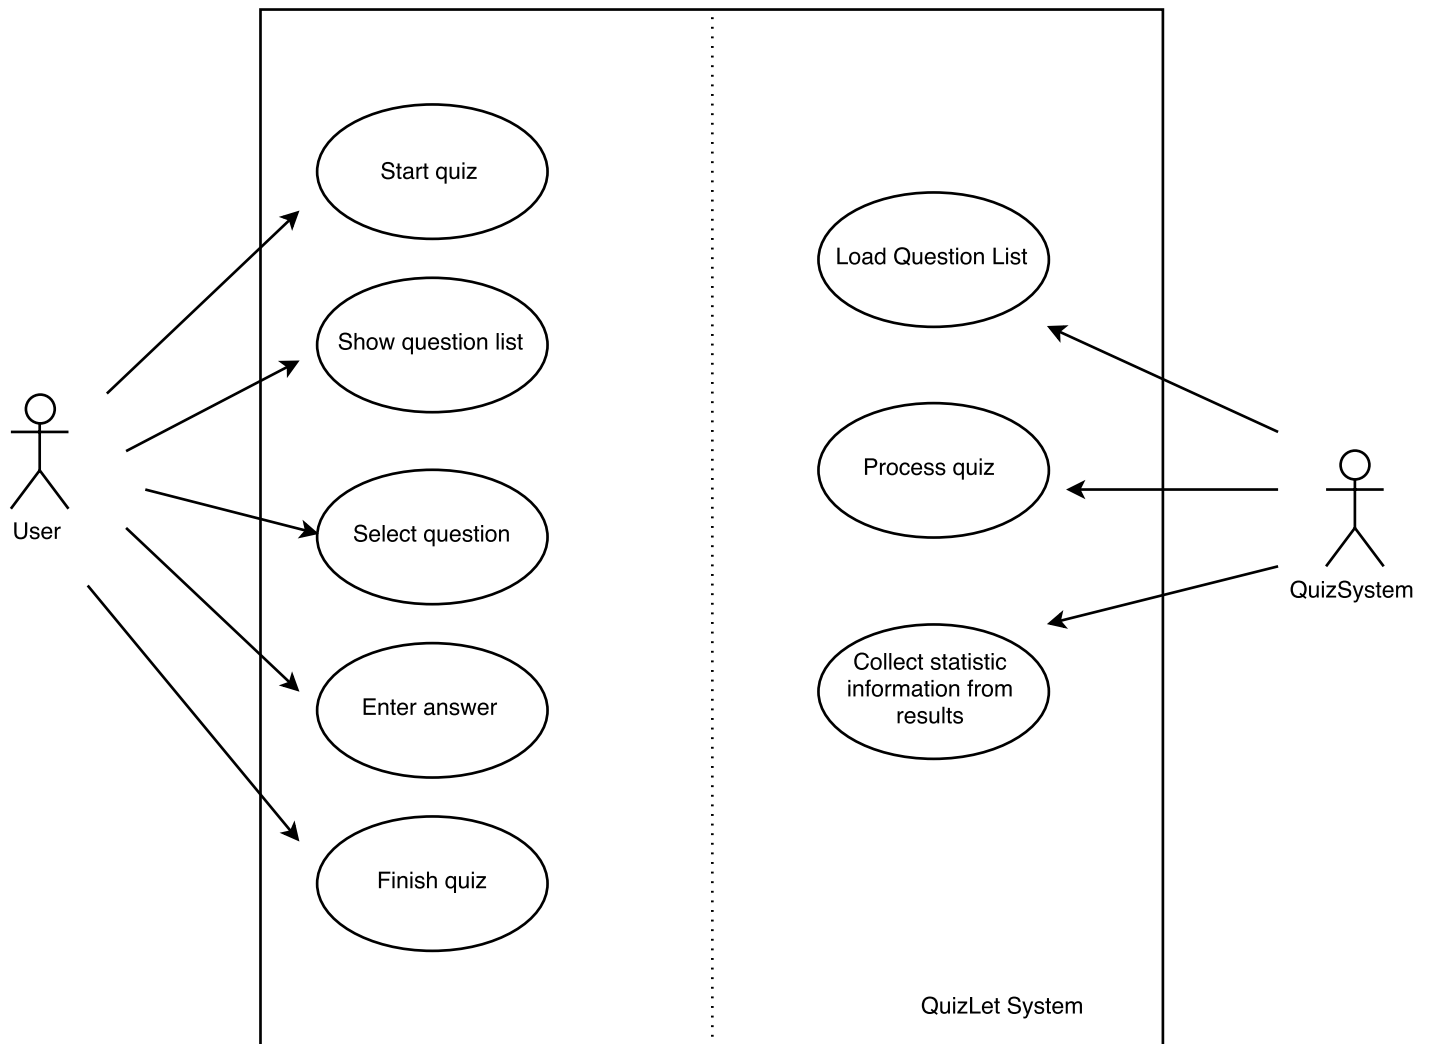 Start quiz
Show question list
Select question
Enter answer
Finish quiz
User
Load Question List
Process quiz
Collect statistic
information from
results
QuizSystem
QuizLet System